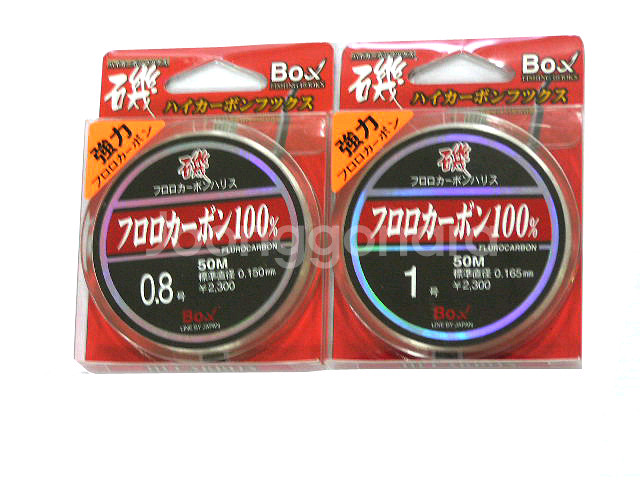 磯
Box
FISHING HOOKS
ハイカーボンフックス
強力
フロロカーボン
磯
フロロカーボンハリス
フロロカーボン100%
FLUROCARBON
50M
標準直径 0.150mm
¥2,300
0.8号
Box
LINE BY JAPAN
磯
Box
FISHING HOOKS
ハイカーボンフックス
強力
フロロカーボン
磯
フロロカーボンハリス
フロロカーボン100%
FLUROCARBON
50M
標準直径 0.165mm
¥2,300
1号
Box
LINE BY JAPAN